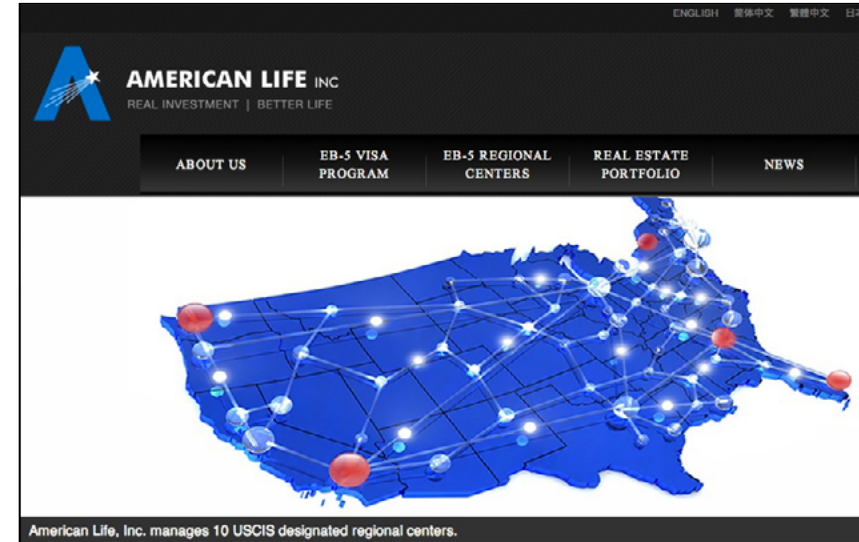 ENGLISH 简体中文 繁體中文 日
AMERICAN LIFE INC
REAL INVESTMENT | BETTER LIFE
ABOUT US
EB-5 VISA
PROGRAM
EB-5 REGIONAL
CENTERS
REAL ESTATE
PORTFOLIO
NEWS
American Life, Inc. manages 10 USCIS designated regional centers.